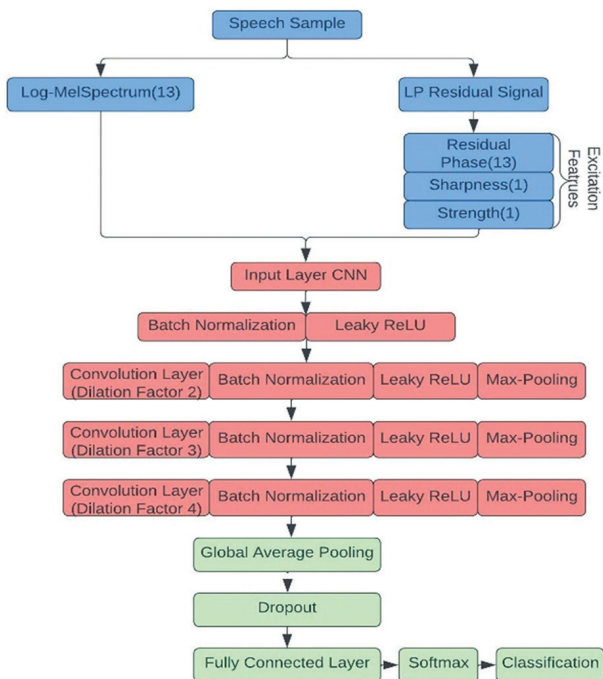 Speech Sample
Log-MelSpectrum(13)
LP Residual Signal
Residual
Phase(13)
Sharpness(1)
Strength(1)
Excitation
Featrues
Input Layer CNN
Batch Normalization
Leaky ReLU
Convolution Layer
(Dilation Factor 2)
Batch Normalization
Leaky ReLU
Max-Pooling
Convolution Layer
(Dilation Factor 3)
Batch Normalization
Leaky ReLU
Max-Pooling
Convolution Layer
(Dilation Factor 4)
Batch Normalization
Leaky ReLU
Max-Pooling
Global Average Pooling
Dropout
Fully Connected Layer
Softmax
Classification